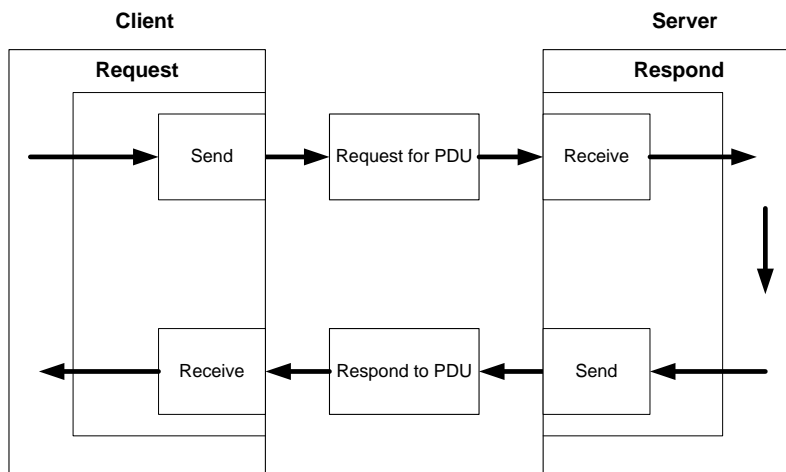 Client
Server
Request
Respond
Send
Request for PDU
Receive
Receive
Respond to PDU
Send